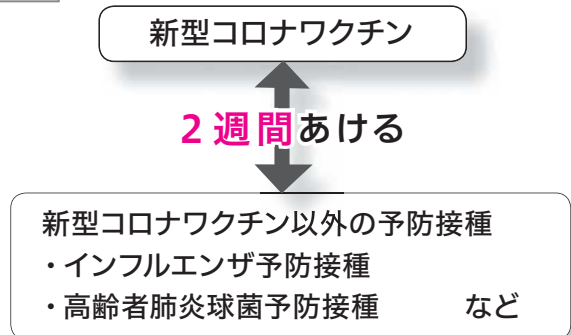 新型コロナワクチン
2週間あける
新型コロナワクチン以外の予防接種
・インフルエンザ予防接種
・高齢者肺炎球菌予防接種　など